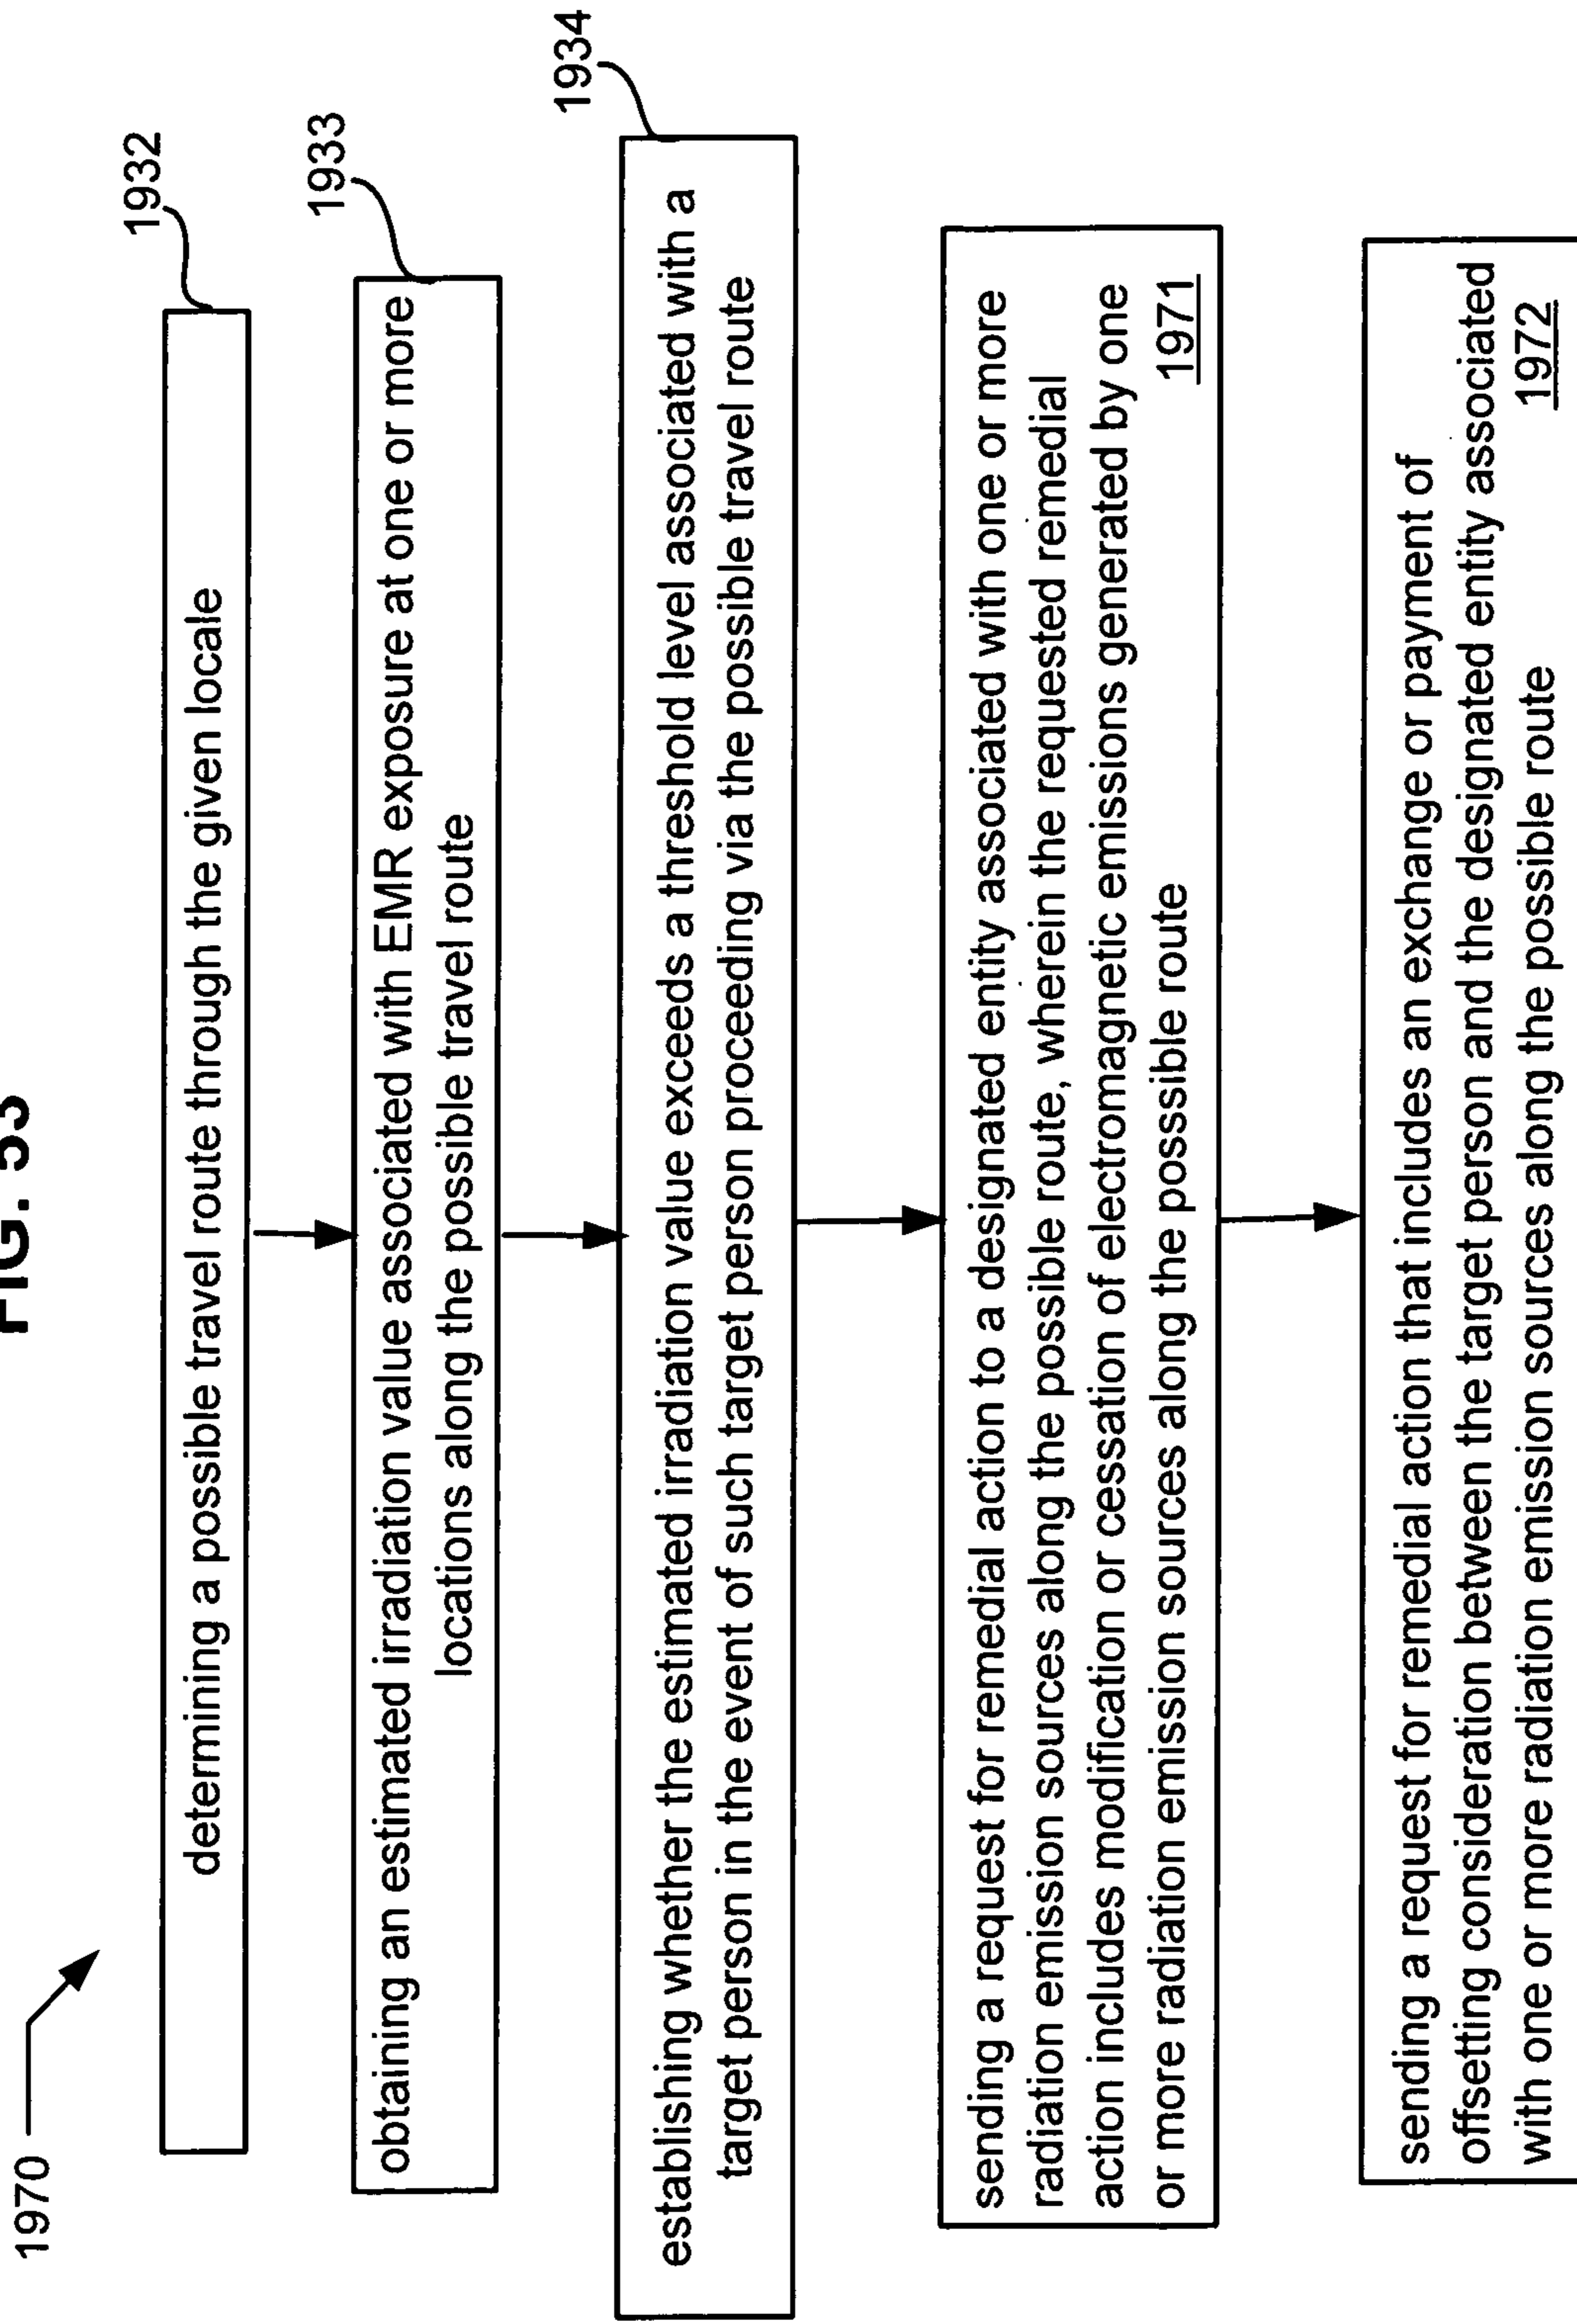 FIG. 53
1970
1932
determining a possible travel route through the given locale
1933
obtaining an estimated irradiation value associated with EMR exposure at one or more
locations along the possible travel route
1934
establishing whether the estimated irradiation value exceeds a threshold level associated with a
target person in the event of such target person proceeding via the possible travel route
sending a request for remedial action to a designated entity associated with one or more
radiation emission sources along the possible route, wherein the requested remedial
action includes modification or cessation of electromagnetic emissions generated by one
or more radiation emission sources along the possible route
1971
sending a request for remedial action that includes an exchange or payment of
offsetting consideration between the target person and the designated entity associated
with one or more radiation emission sources along the possible route
1972